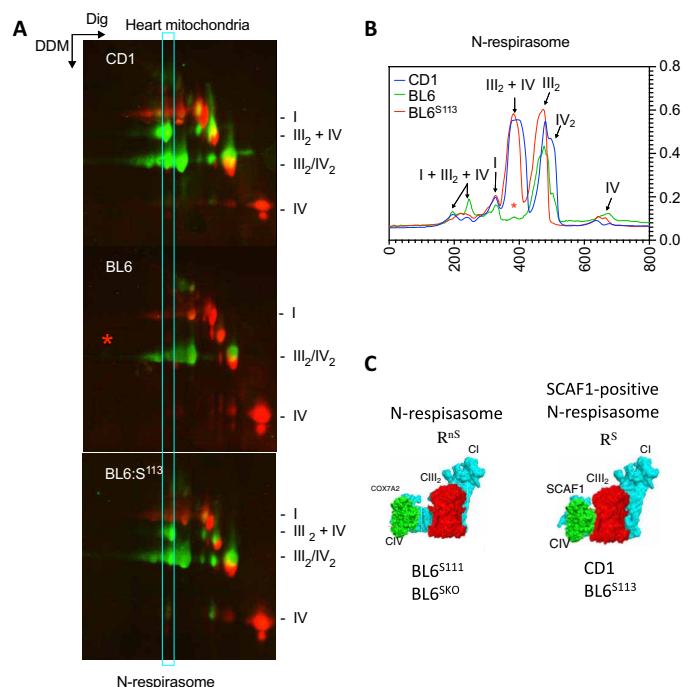 A
Dig
DDM
Heart mitochondria
CD1
- I
- III₂ + IV
- III₂/IV₂
- IV
BL6
- I
*
- III₂/IV₂
- IV
BL6:S¹¹³
- I
- III ₂ + IV
- III₂/IV₂
- IV
N-respirasome
B
N-respirasome
CD1
BL6
BL6ˢ¹¹³
III₂ + IV
III₂
IV₂
I + III₂ + IV
I
IV
*
0.8
0.6
0.4
0.2
0.0
0
200
400
600
800
C
N-respisasome
Rⁿˢ
CI
CIII₂
COX7A2
CIV
BL6ˢ¹¹¹
BL6ˢᴷᴼ
SCAF1-positive
N-respisasome
Rˢ
CI
CIII₂
SCAF1
CIV
CD1
BL6ˢ¹¹³